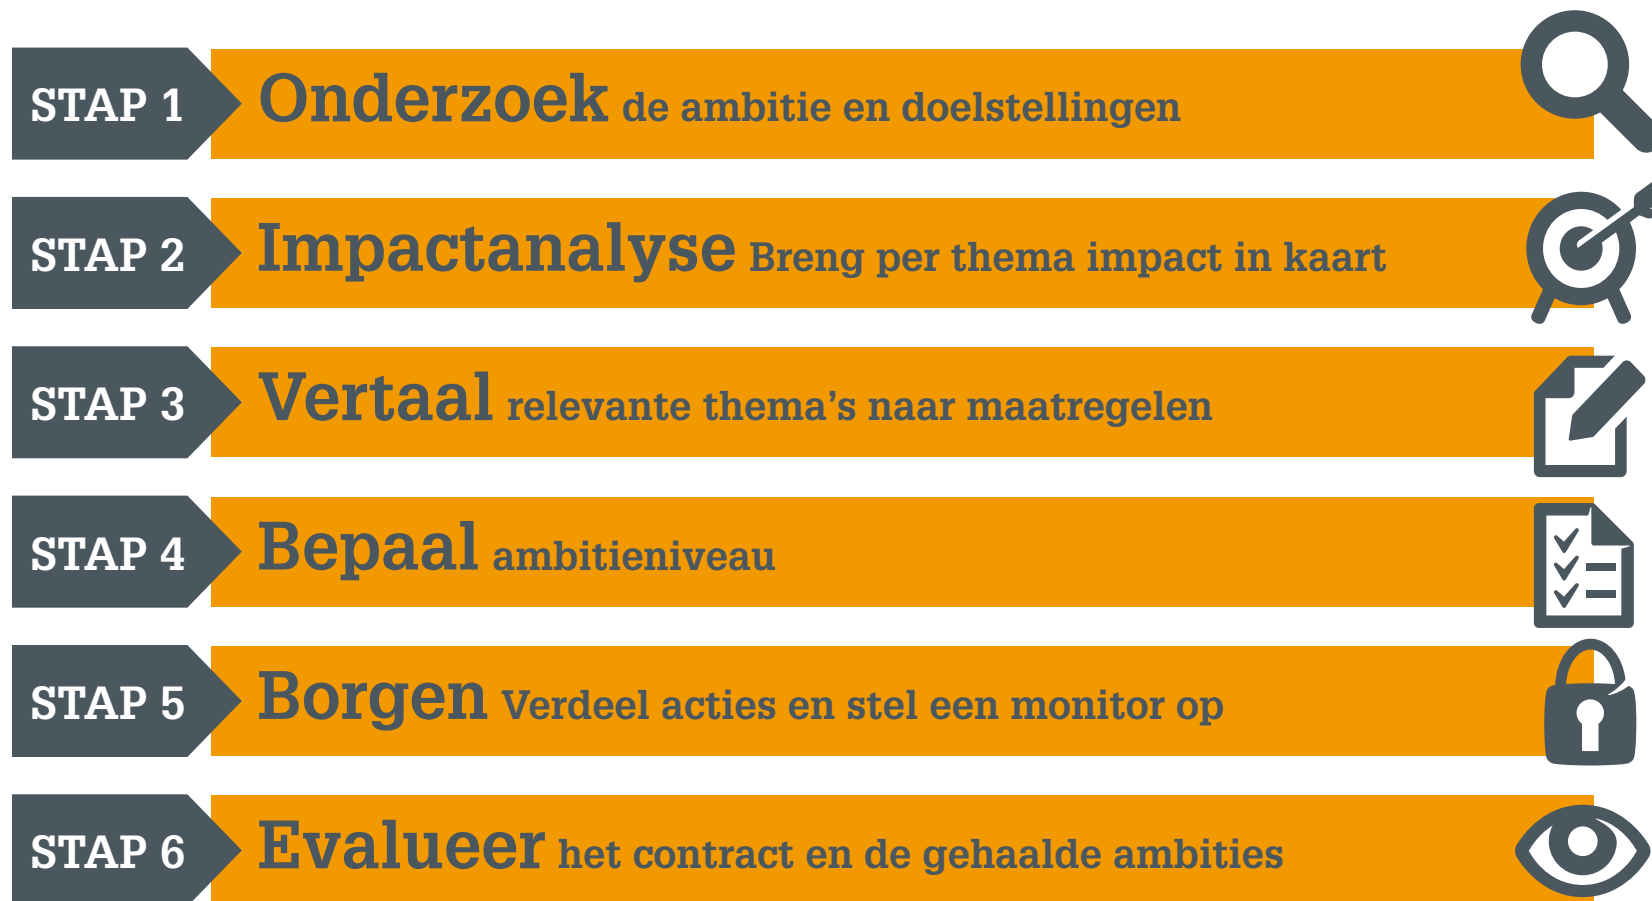 STAP 1 Onderzoek de ambitie en doelstellingen
STAP 2 Impactanalyse Breng per thema impact in kaart
STAP 3 Vertaal relevante thema’s naar maatregelen
STAP 4 Bepaal ambitieniveau
STAP 5 Borgen Verdeel acties en stel een monitor op
STAP 6 Evalueer het contract en de gehaalde ambities